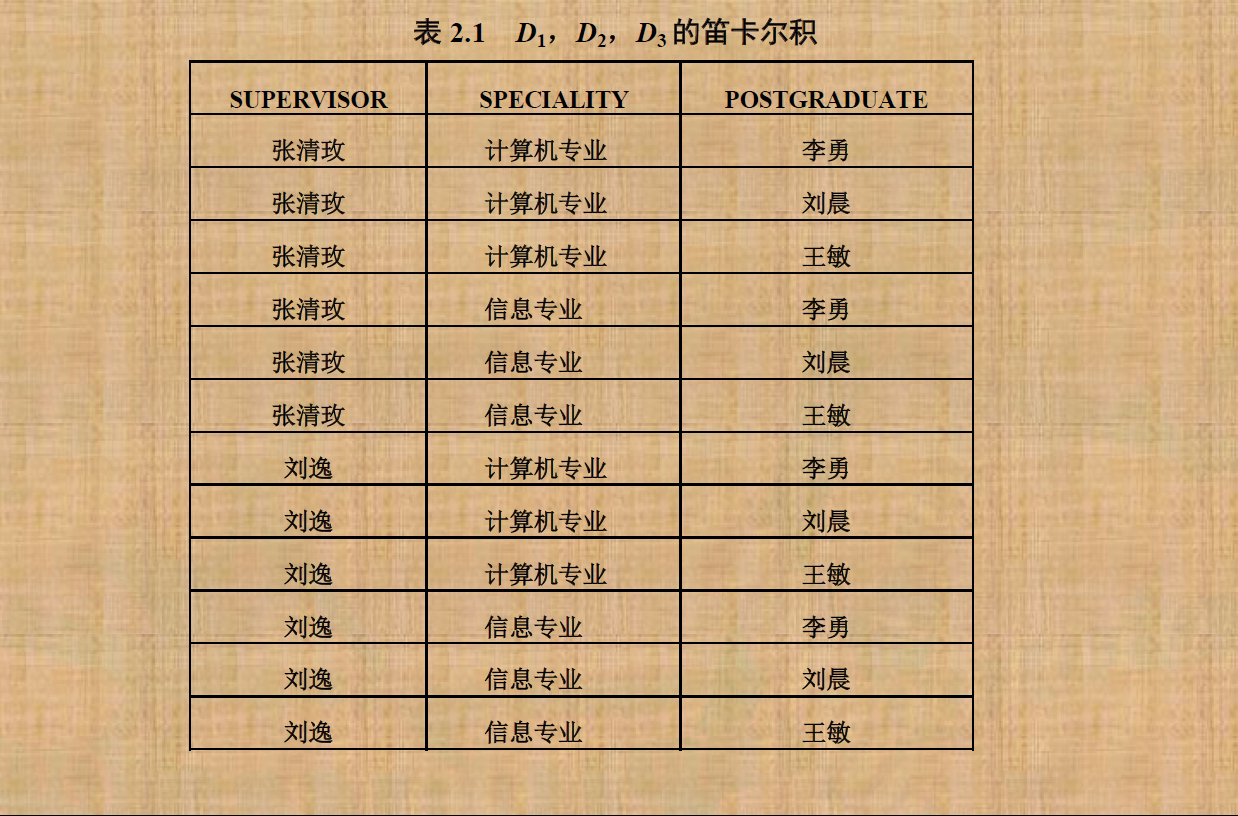 表 2.1 D1，D2，D3 的笛卡尔积
SUPERVISOR SPECIALITY POSTGRADUATE
张清玫 计算机专业 李勇
张清玫 计算机专业 刘晨
张清玫 计算机专业 王敏
张清玫 信息专业 李勇
张清玫 信息专业 刘晨
张清玫 信息专业 王敏
刘逸 计算机专业 李勇
刘逸 计算机专业 刘晨
刘逸 计算机专业 王敏
刘逸 信息专业 李勇
刘逸 信息专业 刘晨
刘逸 信息专业 王敏